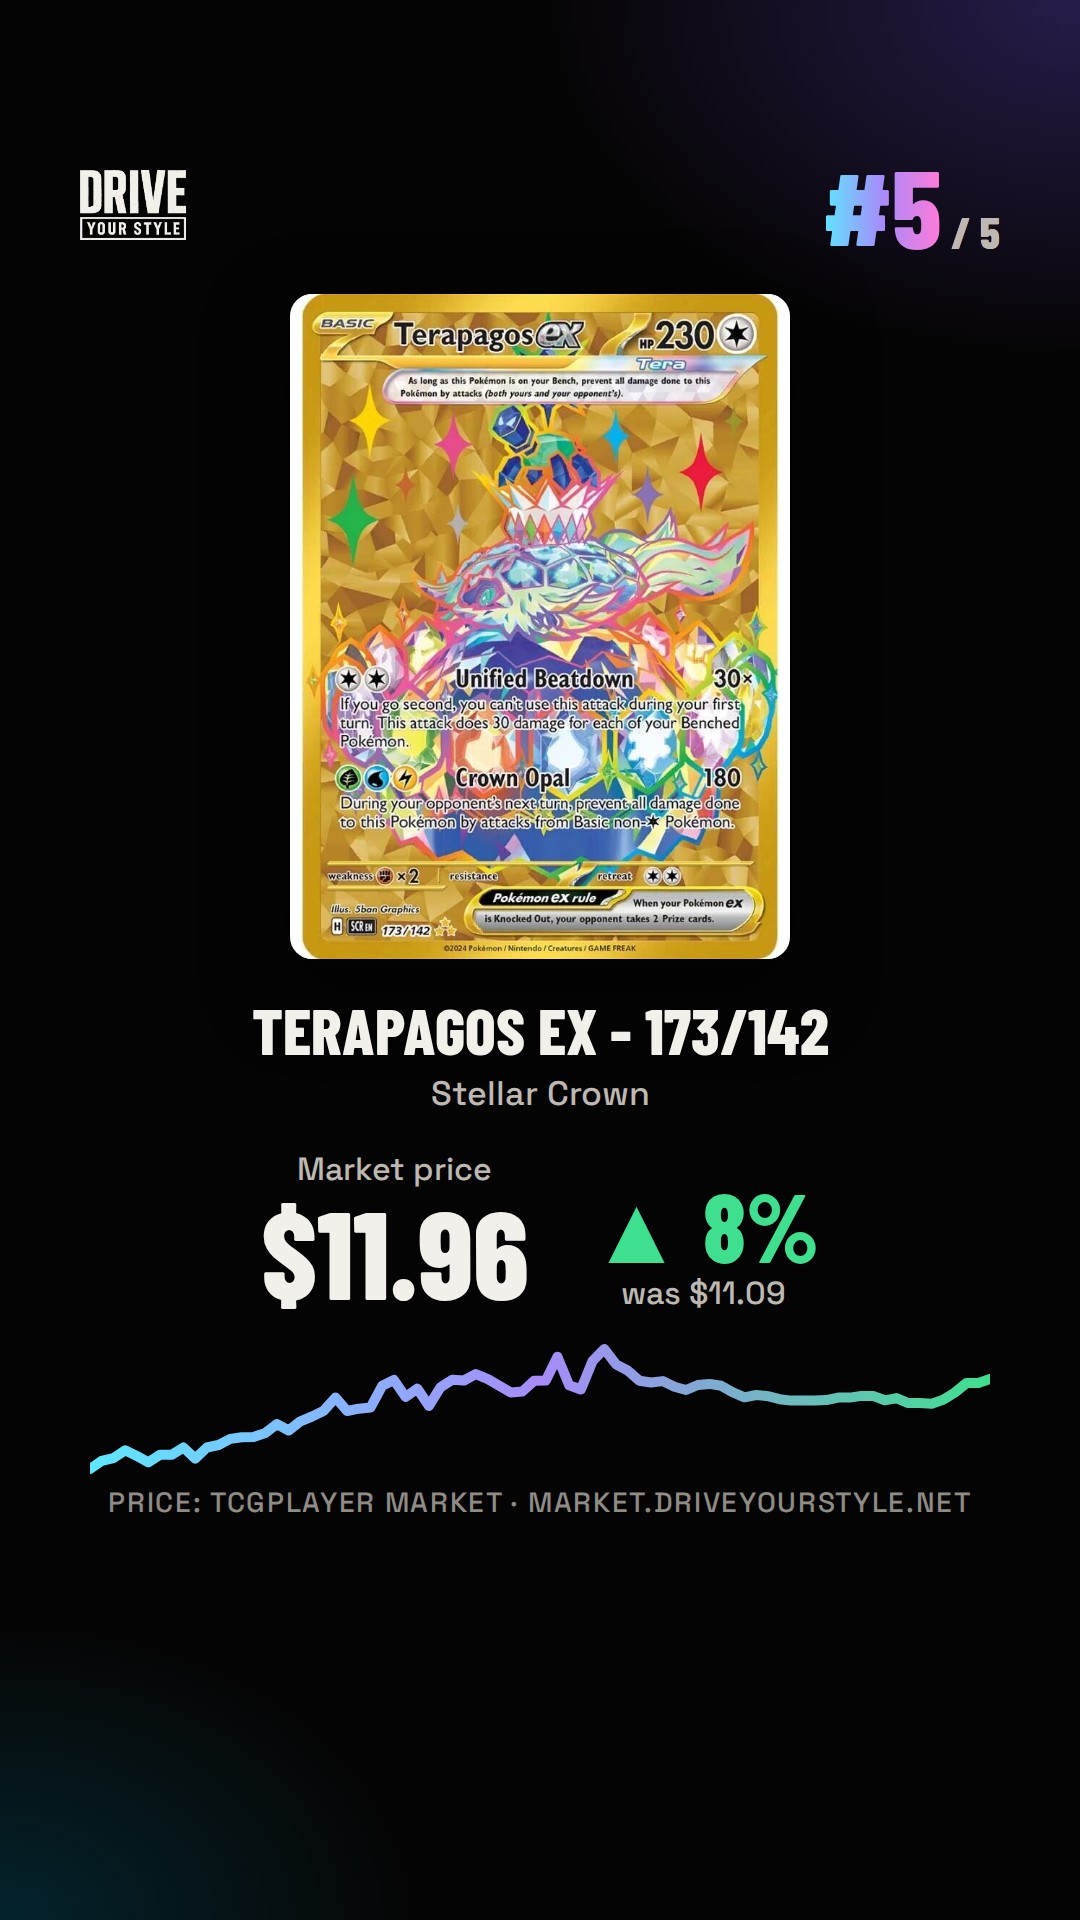 DRIVE
YOUR STYLE
#5 / 5
BASIC Terapagos ex HP 230
Tera
As long as this Pokémon is on your Bench, prevent all damage done to this
Pokémon by attacks (both yours and your opponent's).
Unified Beatdown 30×
If you go second, you can't use this attack during your first
turn. This attack does 30 damage for each of your Benched
Pokémon.
Crown Opal 180
During your opponent's next turn, prevent all damage done
to this Pokémon by attacks from Basic non- Pokémon.
weakness ×2 resistance retreat
Pokémon ex rule When your Pokémon ex
is Knocked Out, your opponent takes 2 Prize cards.
Illus. 5ban Graphics
H SCR EN 173/142
©2024 Pokémon / Nintendo / Creatures / GAME FREAK
TERAPAGOS EX - 173/142
Stellar Crown
Market price
$11.96
▲ 8%
was $11.09
PRICE: TCGPLAYER MARKET · MARKET.DRIVEYOURSTYLE.NET